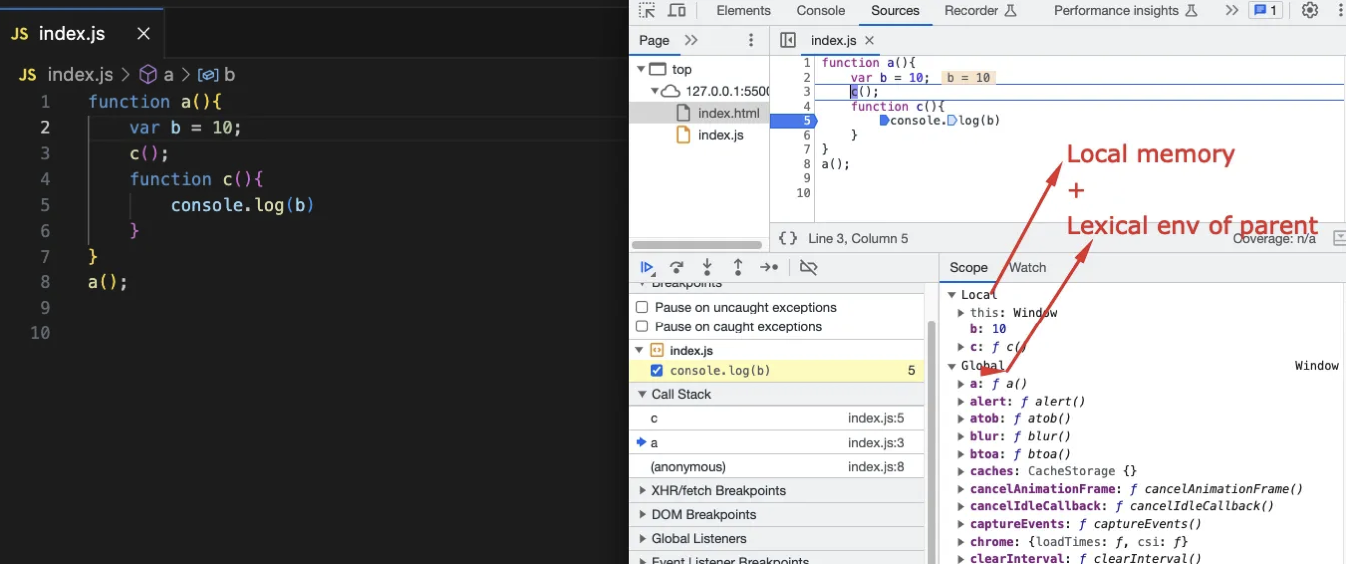 JS index.js ×
JS index.js > a > b
1 function a(){
2 var b = 10;
3 c();
4 function c(){
5 console.log(b)
6 }
7 }
8 a();
9
10
Elements Console Sources Recorder Performance insights >> 1
Page >>
index.js ×
top
127.0.0.1:5500
index.html
index.js
1 function a(){
2 var b = 10; b = 10
3 c();
4 function c(){
5 console.log(b)
6 }
7 }
8 a();
9
10
Local memory
+
Lexical env of parent
{} Line 3, Column 5
Coverage: n/a
Breakpoints
Pause on uncaught exceptions
Pause on caught exceptions
index.js
console.log(b) 5
Call Stack
c index.js:5
a index.js:3
(anonymous) index.js:8
XHR/fetch Breakpoints
DOM Breakpoints
Global Listeners
Event Listener Breakpoints
Scope Watch
Local
this: Window
b: 10
c: ƒ c()
Global Window
a: ƒ a()
alert: ƒ alert()
atob: ƒ atob()
blur: ƒ blur()
btoa: ƒ btoa()
caches: CacheStorage {}
cancelAnimationFrame: ƒ cancelAnimationFrame()
cancelIdleCallback: ƒ cancelIdleCallback()
captureEvents: ƒ captureEvents()
chrome: {loadTimes: ƒ, csi: ƒ}
clearInterval: ƒ clearInterval()